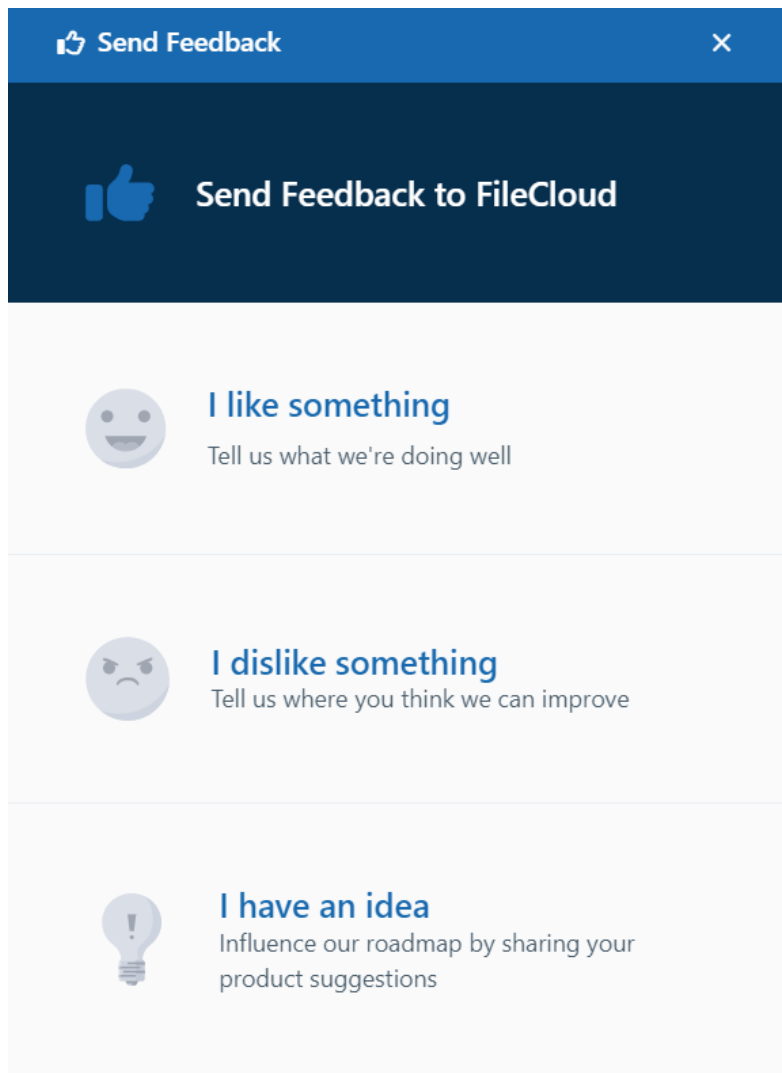 Send Feedback
Send Feedback to FileCloud
I like something
Tell us what we're doing well
I dislike something
Tell us where you think we can improve
I have an idea
Influence our roadmap by sharing your
product suggestions